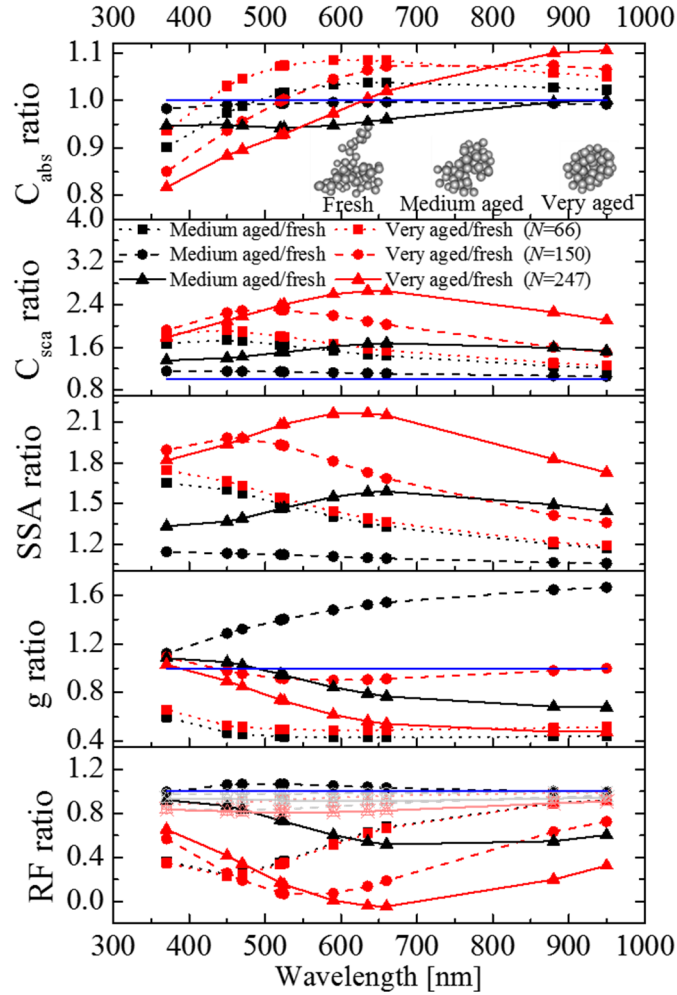 300 400 500 600 700 800 900 1000
1.1
1.0
0.9
0.8
C_abs ratio
Fresh Medium aged Very aged
4.0
3.2
2.4
1.6
0.8
C_sca ratio
Medium aged/fresh Very aged/fresh (N=66)
Medium aged/fresh Very aged/fresh (N=150)
Medium aged/fresh Very aged/fresh (N=247)
2.1
1.8
1.5
1.2
SSA ratio
1.6
1.2
0.8
0.4
g ratio
1.2
0.8
0.4
0.0
RF ratio
300 400 500 600 700 800 900 1000
Wavelength [nm]